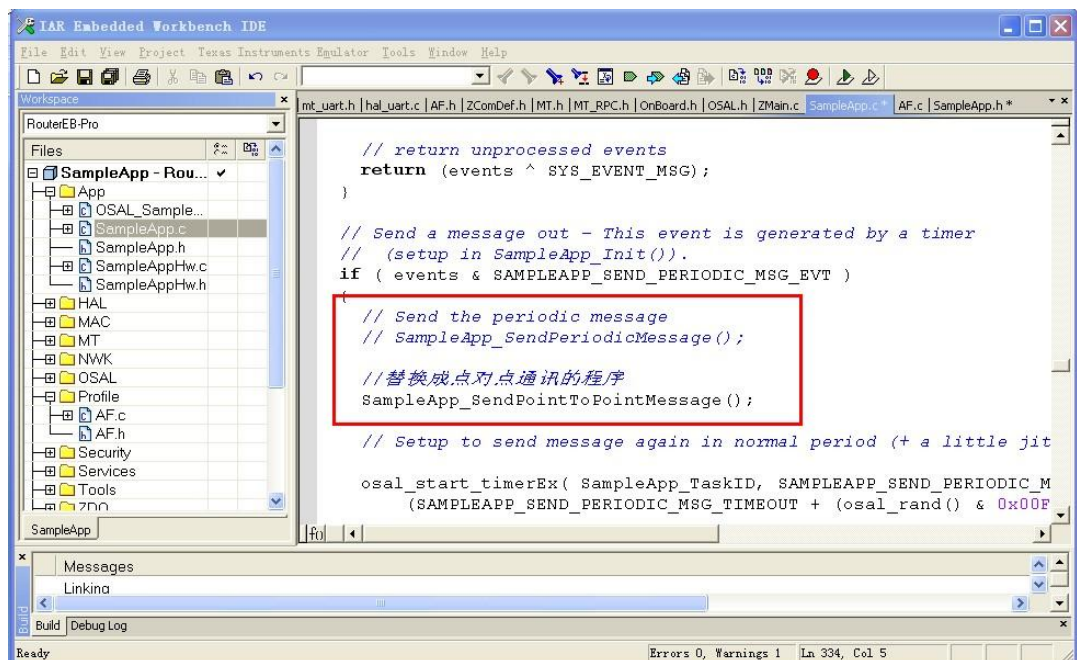 IAR Embedded Workbench IDE
File Edit View Project Texas Instruments Emulator Tools Window Help
Workspace
mt_uart.h | hal_uart.c | AF.h | ZComDef.h | MT.h | MT_RPC.h | OnBoard.h | OSAL.h | ZMain.c SampleApp.c * AF.c | SampleApp.h *
RouterEB-Pro
Files
SampleApp - Rou...
App
OSAL_Sample...
SampleApp.c
SampleApp.h
SampleAppHw.c
SampleAppHw.h
HAL
MAC
MT
NWK
OSAL
Profile
AF.c
AF.h
Security
Services
Tools
ZDO
SampleApp
// return unprocessed events
return (events ^ SYS_EVENT_MSG);
}
// Send a message out - This event is generated by a timer
// (setup in SampleApp_Init()).
if ( events & SAMPLEAPP_SEND_PERIODIC_MSG_EVT )
{
// Send the periodic message
// SampleApp_SendPeriodicMessage();
//替换成点对点通讯的程序
SampleApp_SendPointToPointMessage();
// Setup to send message again in normal period (+ a little jit
osal_start_timerEx( SampleApp_TaskID, SAMPLEAPP_SEND_PERIODIC_M
(SAMPLEAPP_SEND_PERIODIC_MSG_TIMEOUT + (osal_rand() & 0x00F
f0
Messages
Linking
Build
Build Debug Log
Ready Errors 0, Warnings 1 Ln 334, Col 5